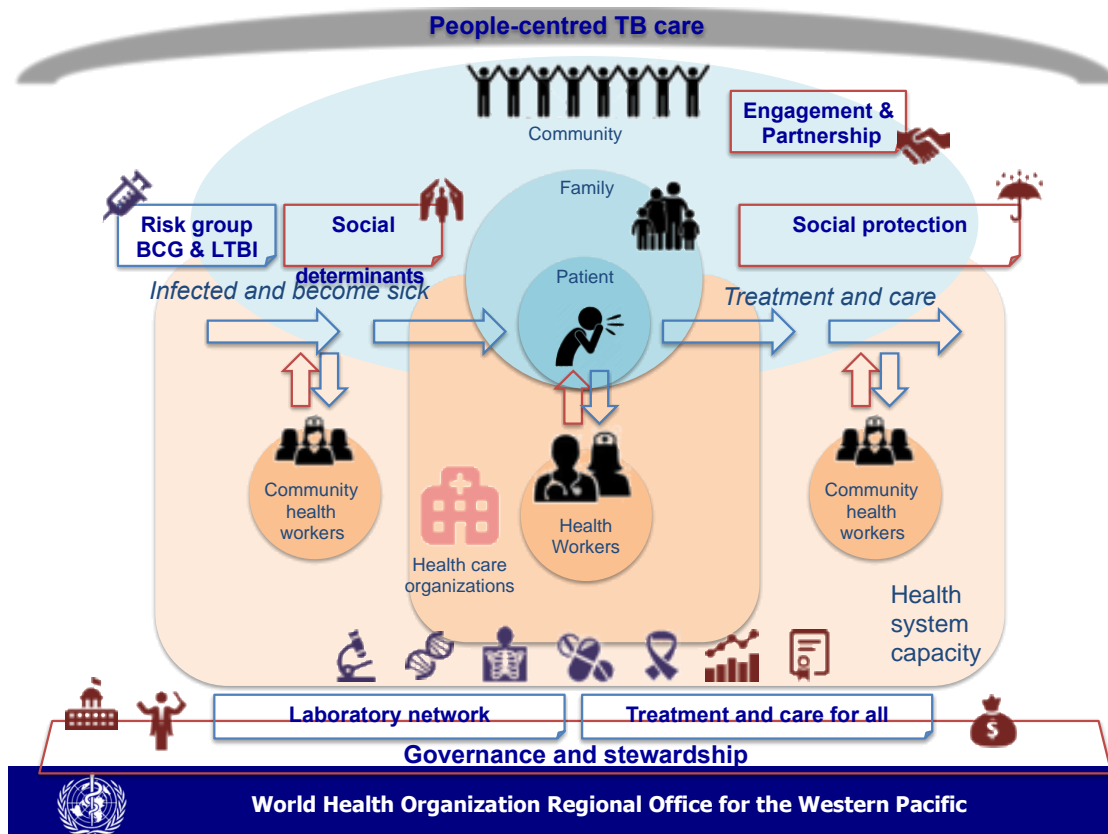 People-centred TB care
Community
Engagement &
Partnership
Family
Risk group
BCG & LTBI
Social
determinants
Social protection
Infected and become sick
Patient
Treatment and care
Community
health
workers
Health care
organizations
Health
Workers
Community
health
workers
Health
system
capacity
Laboratory network
Treatment and care for all
$
Governance and stewardship
World Health Organization Regional Office for the Western Pacific